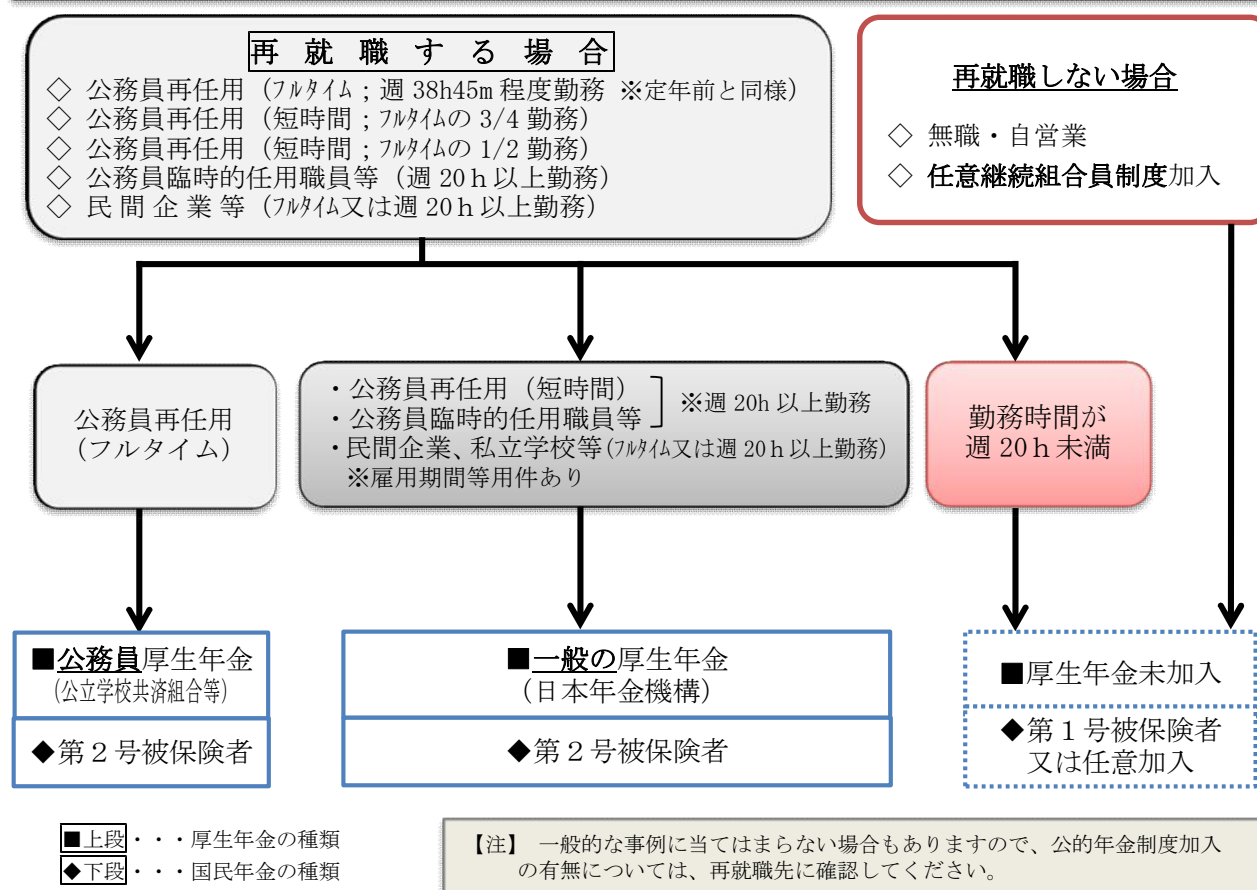 再就職する場合
◇ 公務員再任用（ﾌﾙﾀｲﾑ；週38h45m程度勤務 ※定年前と同様）
◇ 公務員再任用（短時間；ﾌﾙﾀｲﾑの3/4勤務）
◇ 公務員再任用（短時間；ﾌﾙﾀｲﾑの1/2勤務）
◇ 公務員臨時的任用職員等（週20ｈ以上勤務）
◇ 民間企業等（ﾌﾙﾀｲﾑ又は週20ｈ以上勤務）
再就職しない場合
◇ 無職・自営業
◇ 任意継続組合員制度加入
公務員再任用
（フルタイム）
・公務員再任用（短時間）
・公務員臨時的任用職員等
※週20h以上勤務
・民間企業、私立学校等(ﾌﾙﾀｲﾑ又は週20ｈ以上勤務)
※雇用期間等用件あり
勤務時間が
週20ｈ未満
■公務員厚生年金
(公立学校共済組合等)
◆第２号被保険者
■一般の厚生年金
（日本年金機構）
◆第２号被保険者
■厚生年金未加入
◆第１号被保険者
又は任意加入
■上段・・・厚生年金の種類
◆下段・・・国民年金の種類
【注】 一般的な事例に当てはまらない場合もありますので、公的年金制度加入
の有無については、再就職先に確認してください。